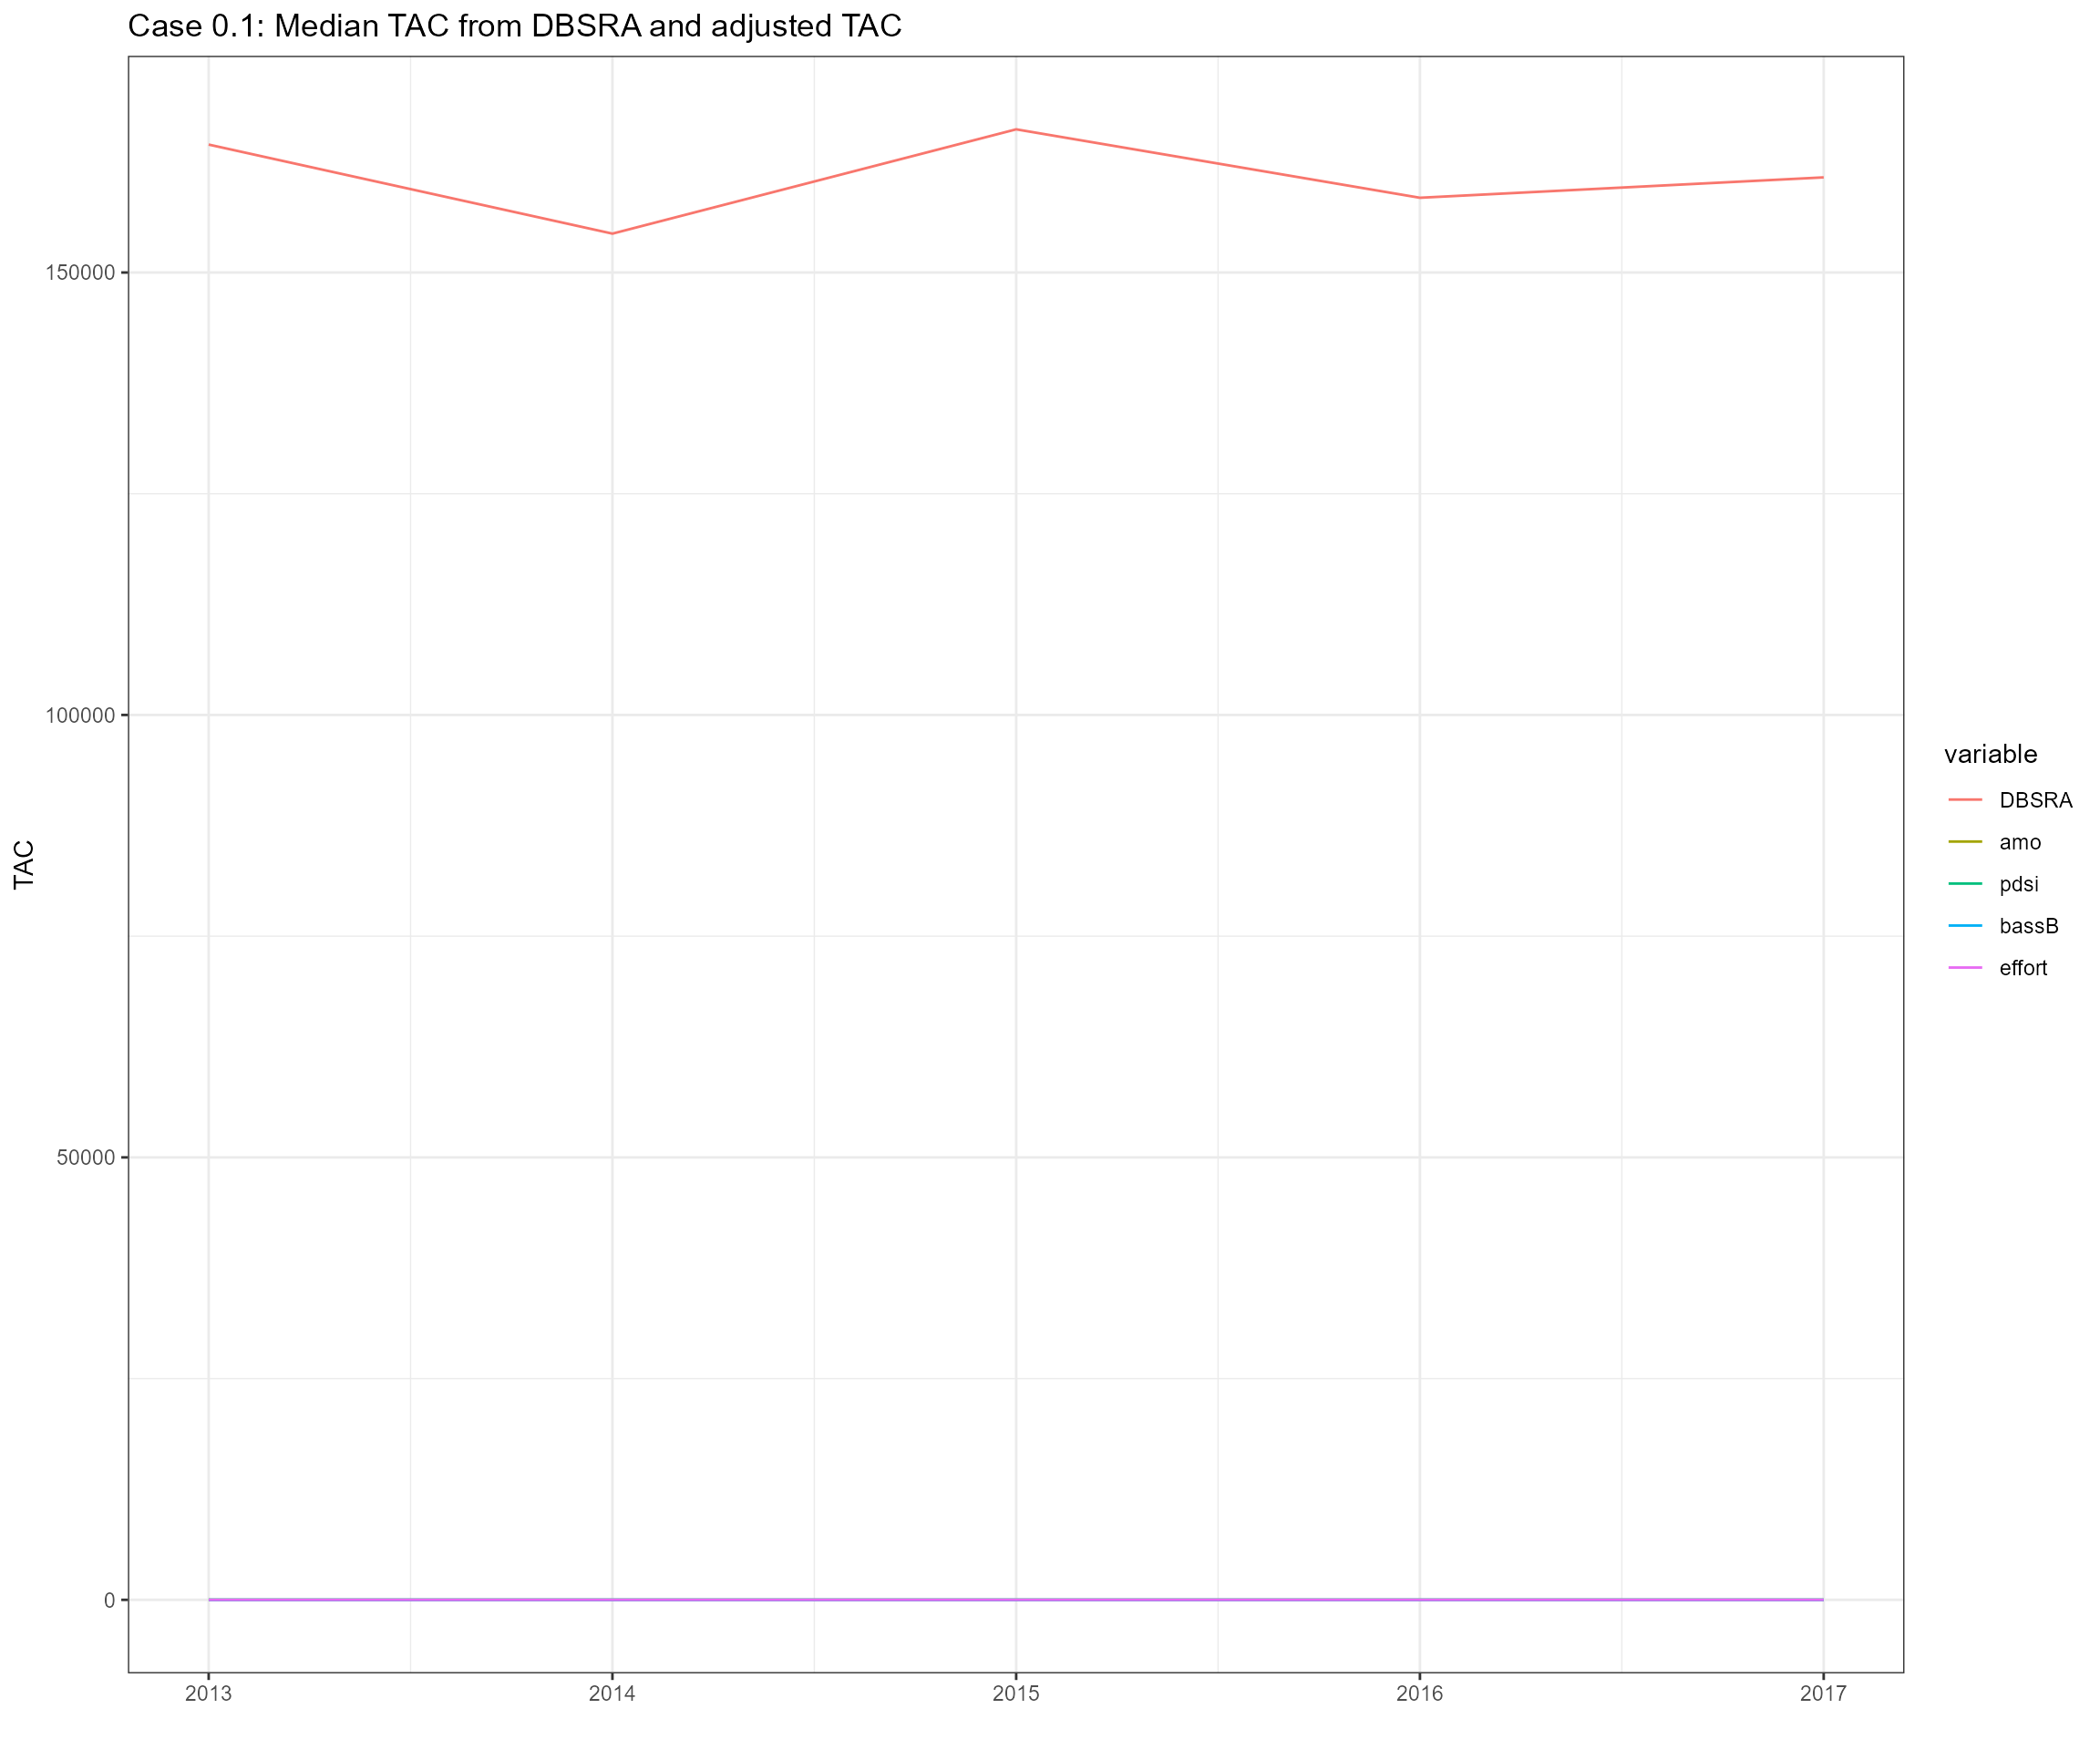 Case 0.1: Median TAC from DBSRA and adjusted TAC
150000
100000
50000
0
TAC
2013
2014
2015
2016
2017
variable
DBSRA
amo
pdsi
bassB
effort